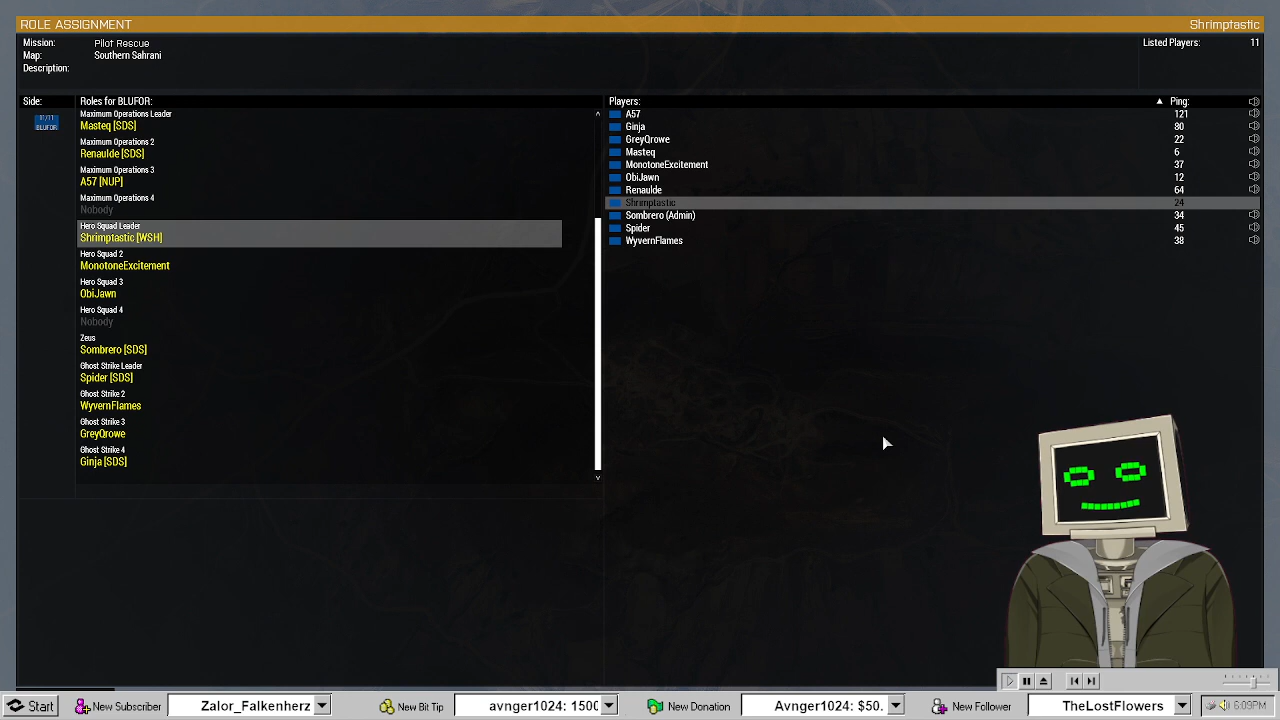 ROLE ASSIGNMENT Shrimptastic
Mission: Pilot Rescue Listed Players: 11
Map: Southern Sahrani
Description:
Side: Roles for BLUFOR: Players: Ping:
11/11
BLUFOR
Maximum Operations Leader
Masteq [SDS]
Maximum Operations 2
Renaulde [SDS]
Maximum Operations 3
A57 [NUP]
Maximum Operations 4
Nobody
Hero Squad Leader
Shrimptastic [WSH]
Hero Squad 2
MonotoneExcitement
Hero Squad 3
ObiJawn
Hero Squad 4
Nobody
Zeus
Sombrero [SDS]
Ghost Strike Leader
Spider [SDS]
Ghost Strike 2
WyvernFlames
Ghost Strike 3
GreyQrowe
Ghost Strike 4
Ginja [SDS]
A57 121
Ginja 80
GreyQrowe 22
Masteq 6
MonotoneExcitement 37
ObiJawn 12
Renaulde 64
Shrimptastic 24
Sombrero (Admin) 34
Spider 45
WyvernFlames 38
Start New Subscriber Zalor_Falkenherz New Bit Tip avnger1024: 1500 New Donation Avnger1024: $50. New Follower TheLostFlowers 6:09PM